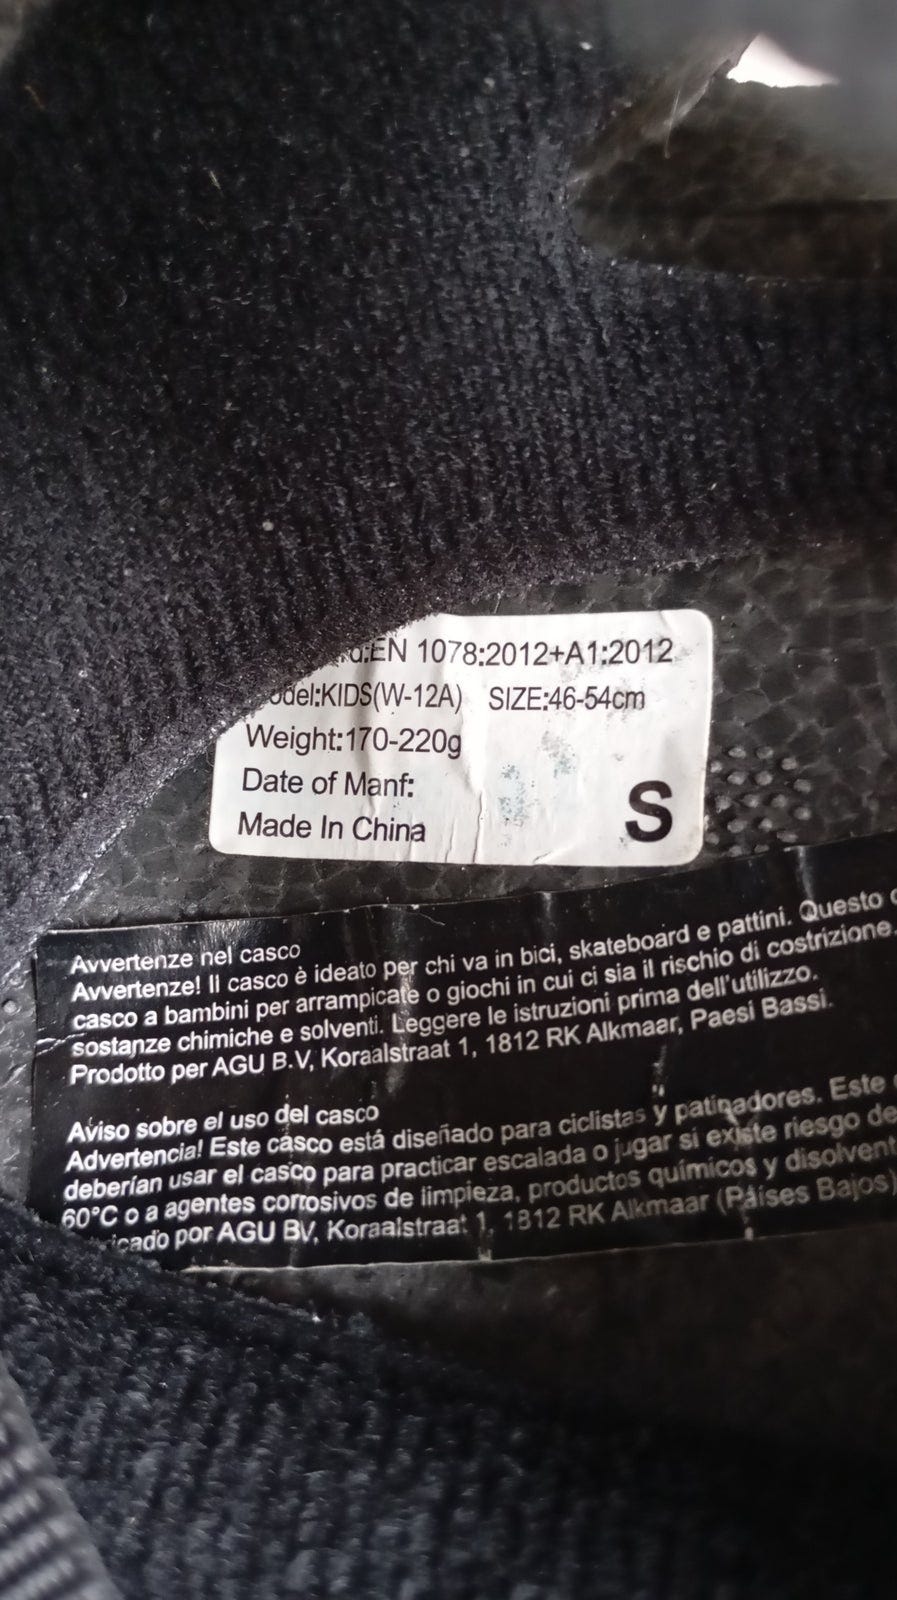 EN 1078:2012+A1:2012
KIDS(W-12A) SIZE:46-54cm
Weight:170-220g
Date of Manf:
Made In China
S
Avvertenze nel casco
Avvertenze! Il casco è ideato per chi va in bici, skateboard e pattini. Questo
casco a bambini per arrampicate o giochi in cui ci sia il rischio di costrizione.
sostanze chimiche e solventi. Leggere le istruzioni prima dell'utilizzo.
Prodotto per AGU B.V, Koraalstraat 1, 1812 RK Alkmaar, Paesi Bassi.
Aviso sobre el uso del casco
Advertencia! Este casco está diseñado para ciclistas y patinadores. Este
deberían usar el casco para practicar escalada o jugar si existe riesgo de
60°C o a agentes corrosivos de limpieza, productos químicos y disolvent
icado por AGU BV, Koraalstraat 1, 1812 RK Alkmaar (Países Bajos)